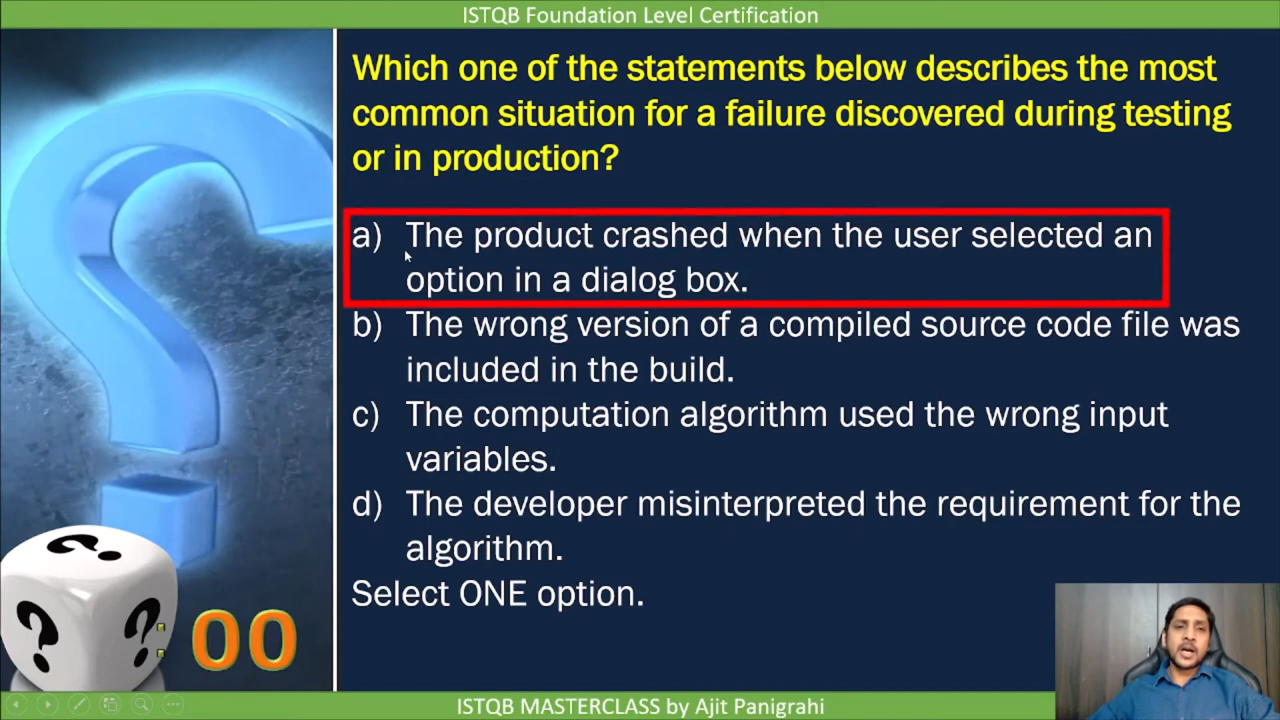 ISTQB Foundation Level Certification
Which one of the statements below describes the most
common situation for a failure discovered during testing
or in production?
a) The product crashed when the user selected an
option in a dialog box.
b) The wrong version of a compiled source code file was
included in the build.
c) The computation algorithm used the wrong input
variables.
d) The developer misinterpreted the requirement for the
algorithm.
Select ONE option.
? ? ?
00
ISTQB MASTERCLASS by Ajit Panigrahi